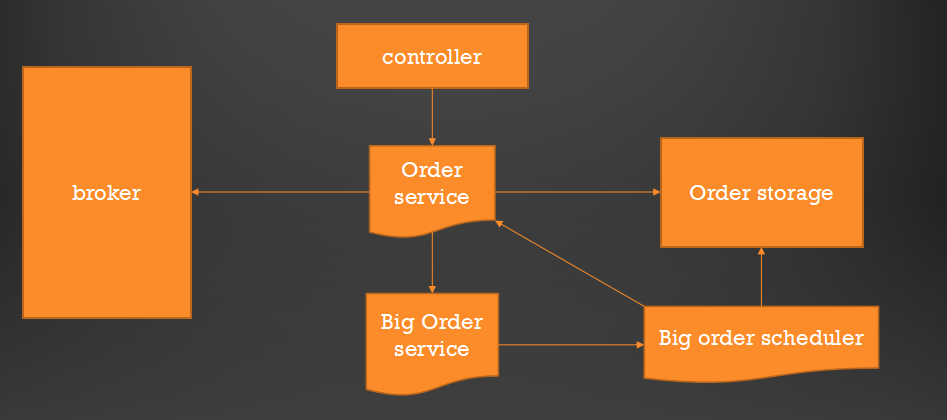 controller
broker
Order
service
Order storage
Big Order
service
Big order scheduler